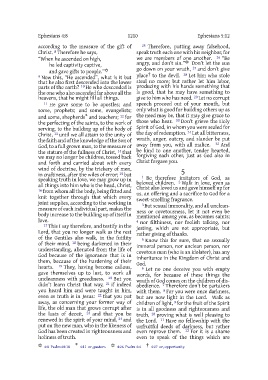 Ephesians 4:8 1210 Ephesians 5:12
according to the measure of the gift of
Christ. 8 Therefore he says,
"When he ascended on high,
he led captivity captive,
and gave gifts to people."
9 Now this, "He ascended", what is it but
that he also first descended into the lower
parts of the earth? 10 He who descended is
the one who also ascended far above all the
heavens, that he might fill all things.
11 He gave some to be apostles; and
some, prophets; and some, evangelists;
and some, shepherds and teachers; 12 for
the perfecting of the saints, to the work of
serving, to the building up of the body of
Christ, 13 until we all attain to the unity of
the faith and of the knowledge of the Son of
God, to a full grown man, to the measure of
the stature of the fullness of Christ, 14 that
we may no longer be children, tossed back
and forth and carried about with every
wind of doctrine, by the trickery of men,
in craftiness, after the wiles of error; 15 but
speaking truth in love, we may grow up in
all things into him who is the head, Christ,
16 from whom all the body, being fitted and
knit together through that which every
joint supplies, according to the working in
measure of each individual part, makes the
body increase to the building up of itself in
love.
17 This I say therefore, and testify in the
Lord, that you no longer walk as the rest
of the Gentiles also walk, in the futility
of their mind, 18 being darkened in their
understanding, alienated from the life of
God because of the ignorance that is in
them, because of the hardening of their
hearts. 19 They, having become callous,
gave themselves up to lust, to work all
uncleanness with greediness. 20 But you
didn't learn Christ that way, 21 if indeed
you heard him and were taught in him,
even as truth is in Jesus: 22 that you put
away, as concerning your former way of
life, the old man that grows corrupt after
the lusts of deceit, 23 and that you be
renewed in the spirit of your mind, 24 and
put on the new man, who in the likeness of
God has been created in righteousness and
holiness of truth.
25 Therefore, putting away falsehood,
speak truth each one with his neighbor, for
we are members of one another. 26 "Be
angry, and don't sin." Don't let the sun
go down on your wrath, 27 and don't give
place to the devil. 28 Let him who stole
steal no more; but rather let him labor,
producing with his hands something that
is good, that he may have something to
give to him who has need. 29 Let no corrupt
speech proceed out of your mouth, but
only what is good for building others up as
the need may be, that it may give grace to
those who hear. 30 Don't grieve the Holy
Spirit of God, in whom you were sealed for
the day of redemption. 31 Let all bitterness,
wrath, anger, outcry, and slander be put
away from you, with all malice. 32 And
be kind to one another, tender hearted,
forgiving each other, just as God also in
Christ forgave you.
5
1 Be therefore imitators of God, as
beloved children. 2 Walk in love, even as
Christ also loved us and gave himself up for
us, an offering and a sacrifice to God for a
sweet-smelling fragrance.
3 But sexual immorality, and all unclean-
ness or covetousness, let it not even be
mentioned among you, as becomes saints;
4 nor filthiness, nor foolish talking, nor
jesting, which are not appropriate, but
rather giving of thanks.
5 Know this for sure, that no sexually
immoral person, nor unclean person, nor
covetous man (who is an idolater), has any
inheritance in the Kingdom of Christ and
God.
6 Let no one deceive you with empty
words, for because of these things the
wrath of God comes on the children of dis-
obedience. 7 Therefore don't be partakers
with them. 8 For you were once darkness,
but are now light in the Lord. Walk as
children of light, 9 for the fruit of the Spirit
is in all goodness and righteousness and
truth, 10 proving what is well pleasing to
the Lord. 11 Have no fellowship with the
unfruitful deeds of darkness, but rather
even reprove them. 12 For it is a shame
even to speak of the things which are